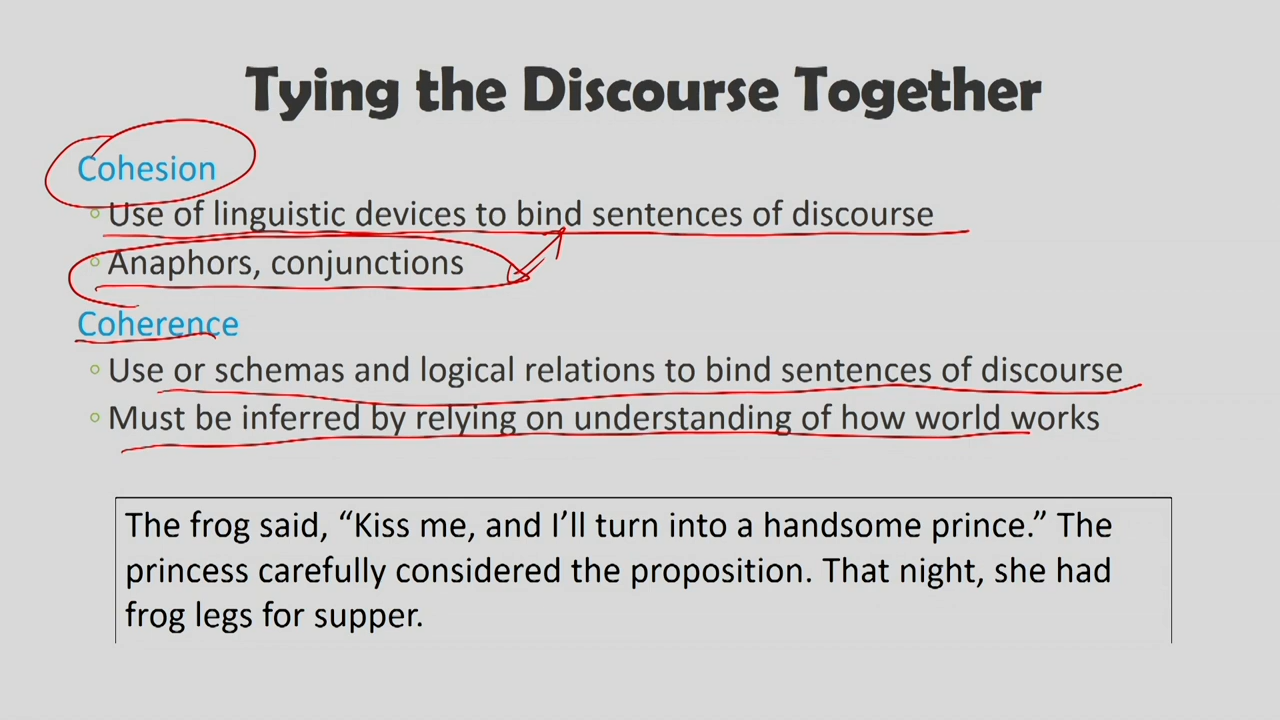 Tying the Discourse Together
Cohesion
◦ Use of linguistic devices to bind sentences of discourse
◦ Anaphors, conjunctions
Coherence
◦ Use or schemas and logical relations to bind sentences of discourse
◦ Must be inferred by relying on understanding of how world works
The frog said, “Kiss me, and I’ll turn into a handsome prince.” The
princess carefully considered the proposition. That night, she had
frog legs for supper.